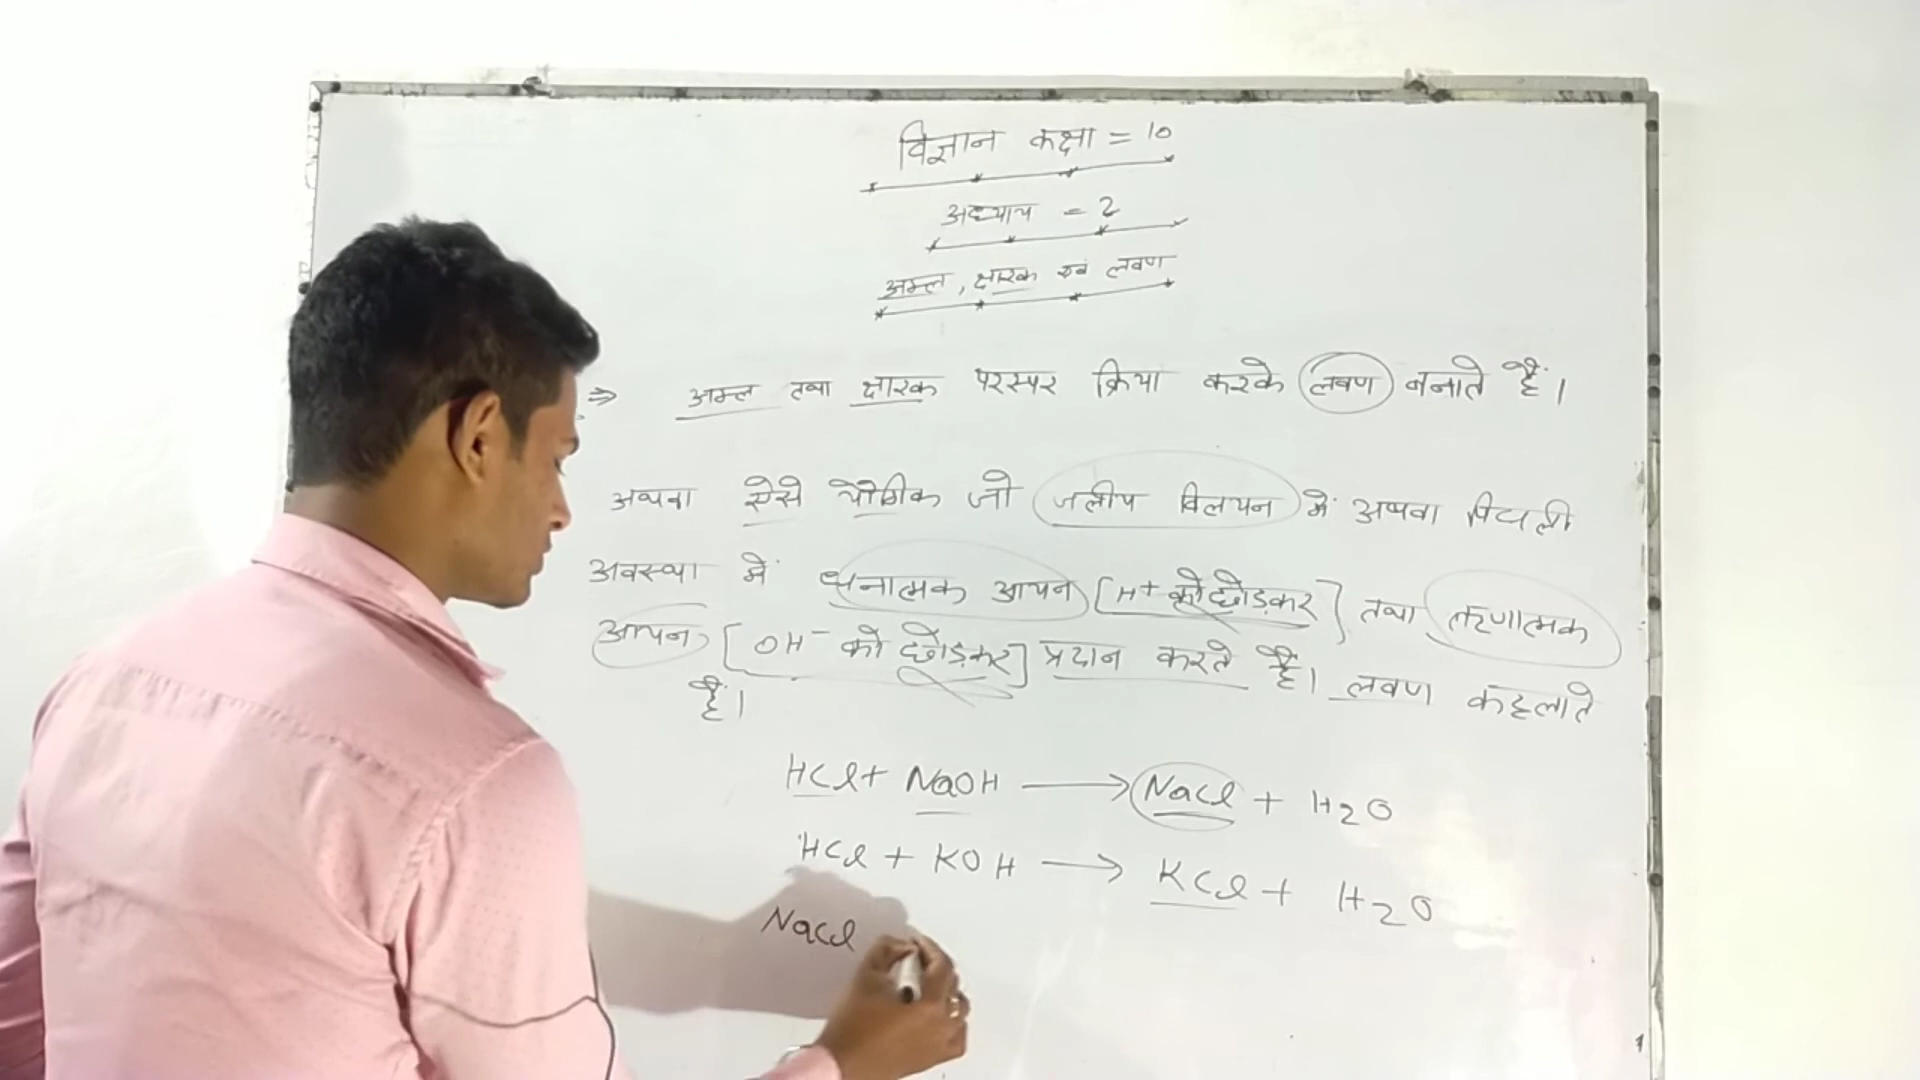 विज्ञान कक्षा = 10
अध्याय = 2
अम्ल, क्षारक एवं लवण
⇒ अम्ल तथा क्षारक परस्पर क्रिया करके लवण बनाते हैं।
अथवा ऐसे यौगिक जो जलीय विलयन में अथवा पिघली
अवस्था में धनात्मक आयन [H+ को छोड़कर] तथा ऋणात्मक
आयन [OH⁻ को छोड़कर] प्रदान करते हैं। लवण कहलाते
हैं।
HCl + NaOH ⟶ NaCl + H2O
HCl + KOH ⟶ KCl + H2O
NaCl